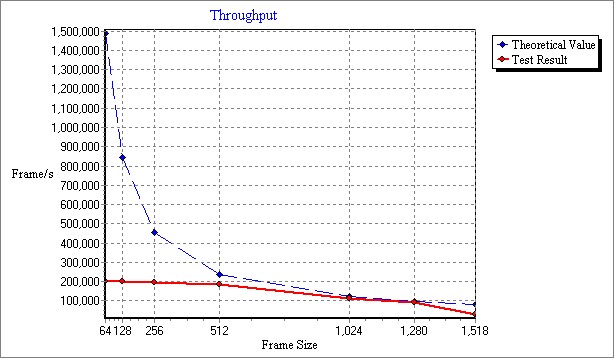 Throughput
1,500,000
1,400,000
1,300,000
1,200,000
1,100,000
1,000,000
900,000
800,000
700,000
600,000
500,000
400,000
300,000
200,000
100,000
Frame/s
64 128 256 512 1,024 1,280 1,518
Frame Size
Theoretical Value
Test Result